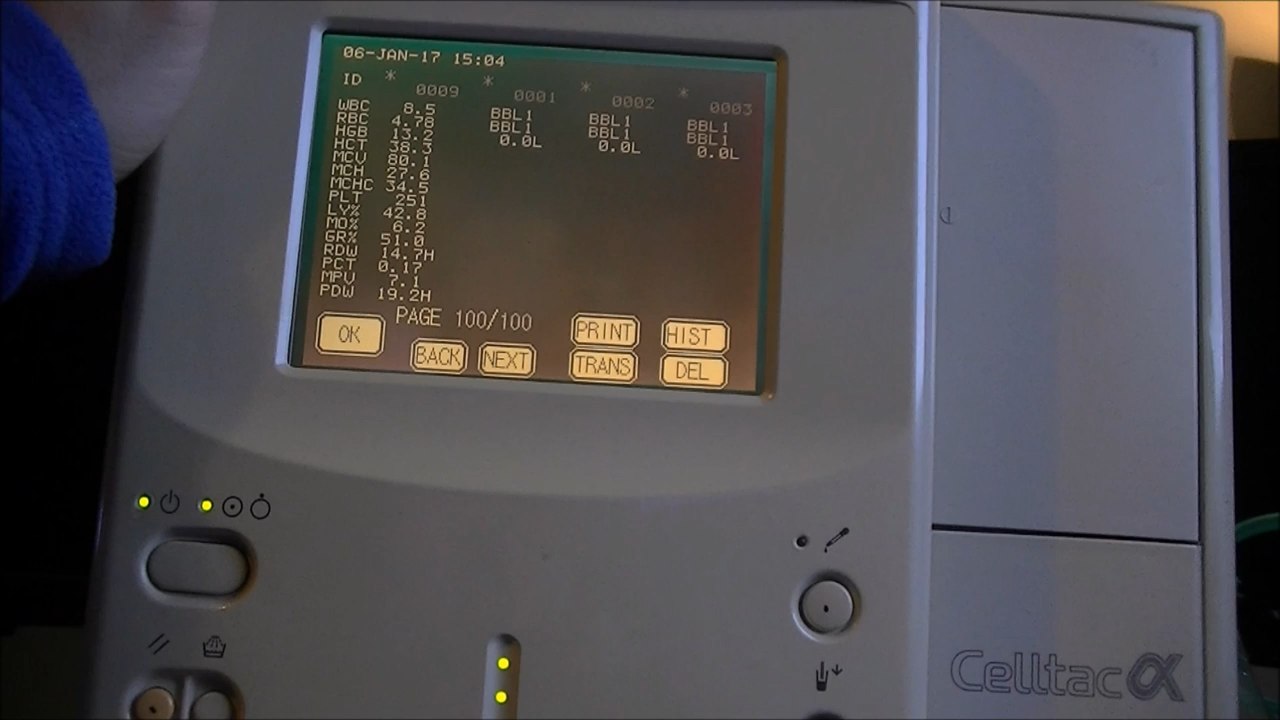 06-JAN-17 15:04
ID * 0009 * 0001 * 0002 * 0003
WBC 8.5 BBL1 BBL1 BBL1
RBC 4.78 BBL1 BBL1 BBL1
HGB 13.2 0.0L 0.0L 0.0L
HCT 38.3
MCV 80.1
MCH 27.6
MCHC 34.5
PLT 251
LY% 42.8
MO% 6.2
GR% 51.0
RDW 14.7H
PCT 0.17
MPV 7.1
PDW 19.2H
PAGE 100/100
OK BACK NEXT PRINT HIST
TRANS DEL
Celltac α